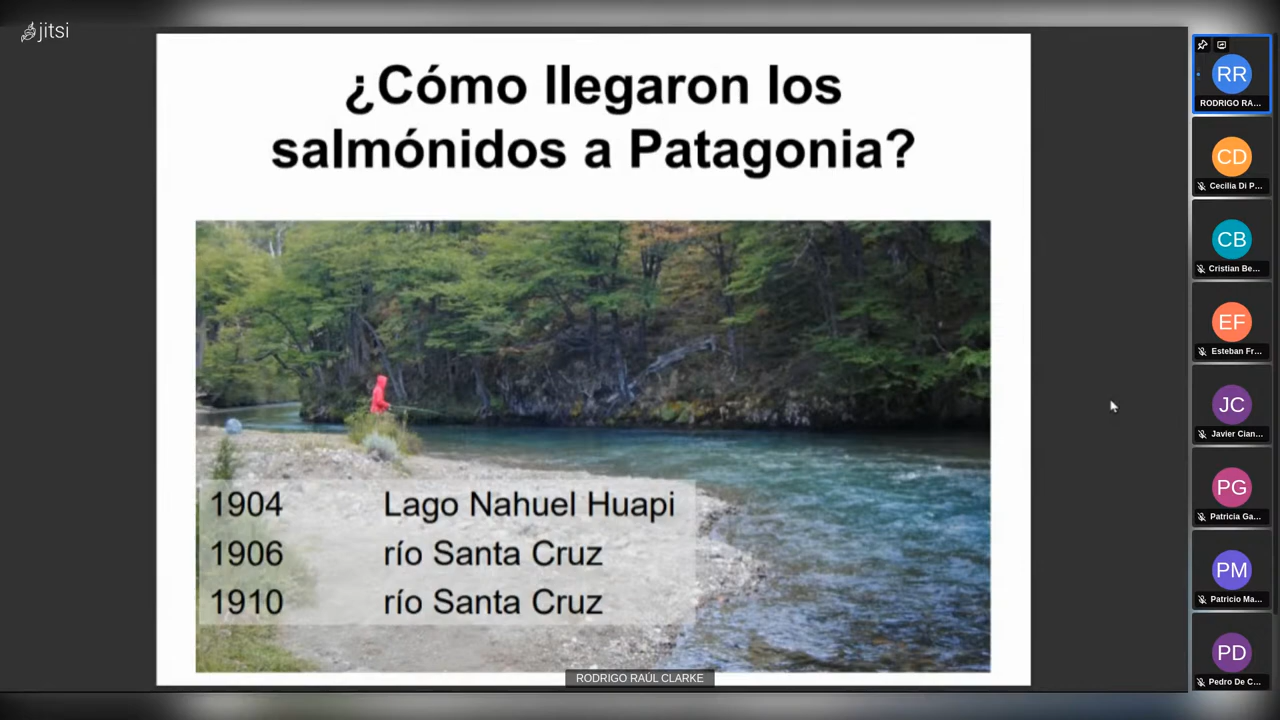 jitsi
¿Cómo llegaron los
salmónidos a Patagonia?
1904 Lago Nahuel Huapi
1906 río Santa Cruz
1910 río Santa Cruz
RODRIGO RAÚL CLARKE
RR
RODRIGO RA...
CD
Cecilia Di P...
CB
Cristian Be...
EF
Esteban Fr...
JC
Javier Cian...
PG
Patricia Ga...
PM
Patricio Ma...
PD
Pedro De C...